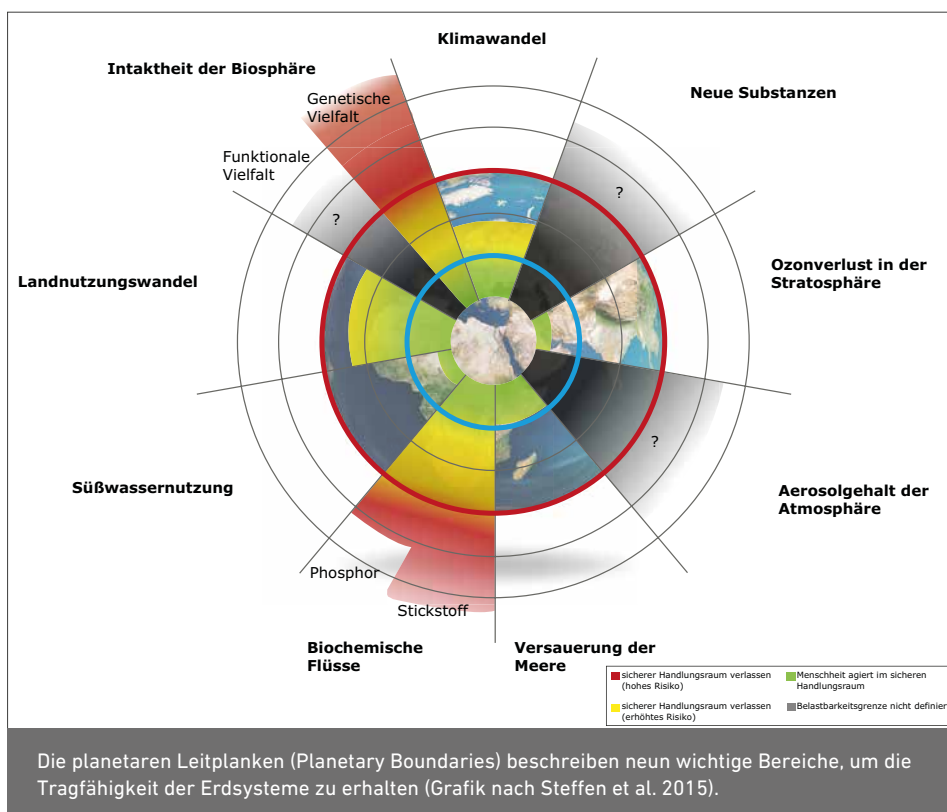 Klimawandel
Intaktheit der Biosphäre
Genetische
Vielfalt
Neue Substanzen
Funktionale
Vielfalt
?
?
Ozonverlust in der
Stratosphäre
Landnutzungswandel
?
Süßwassernutzung
Aerosolgehalt der
Atmosphäre
Phosphor
Stickstoff
Biochemische
Flüsse
Versauerung der
Meere
sicherer Handlungsraum verlassen
(hohes Risiko)
Menschheit agiert im sicheren
Handlungsraum
sicherer Handlungsraum verlassen
(erhöhtes Risiko)
Belastbarkeitsgrenze nicht definier
Die planetaren Leitplanken (Planetary Boundaries) beschreiben neun wichtige Bereiche, um die
Tragfähigkeit der Erdsysteme zu erhalten (Grafik nach Steffen et al. 2015).